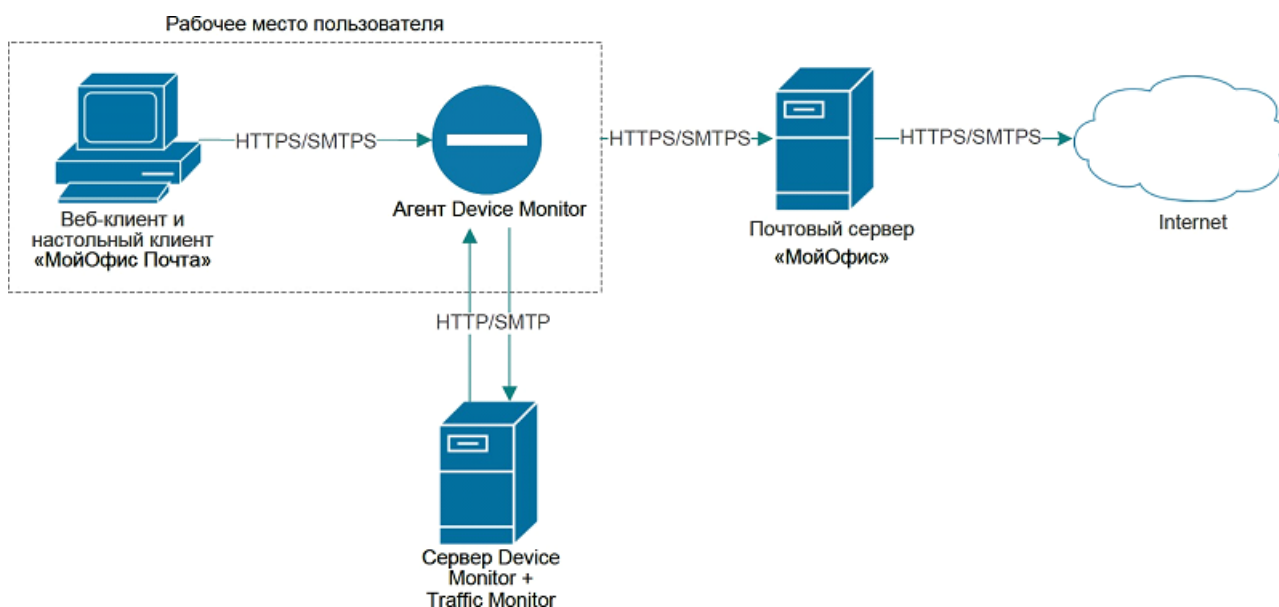 Рабочее место пользователя
HTTPS/SMTPS
HTTPS/SMTPS
HTTPS/SMTPS
Веб-клиент и
настольный клиент
«МойОфис Почта»
Агент Device Monitor
Почтовый сервер
«МойОфис»
Internet
HTTP/SMTP
Сервер Device
Monitor +
Traffic Monitor